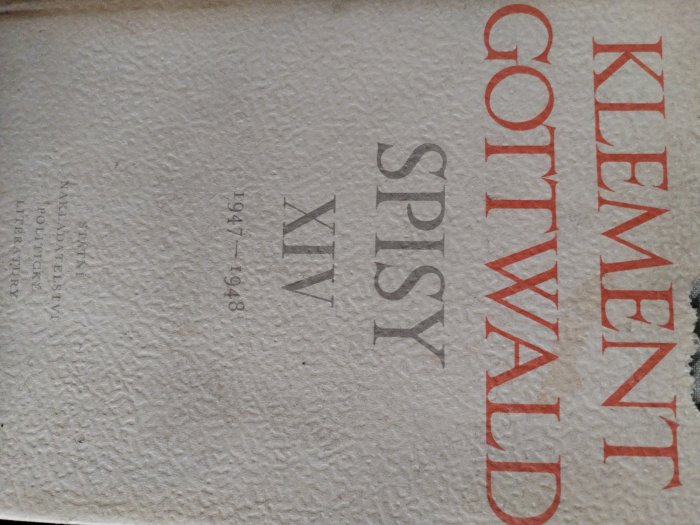 KLEMENT
GOTTWALD
SPISY
XIV
1947—1948
STÁTNÍ
NAKLADATELSTVÍ
POLITICKÉ
LITERATURY